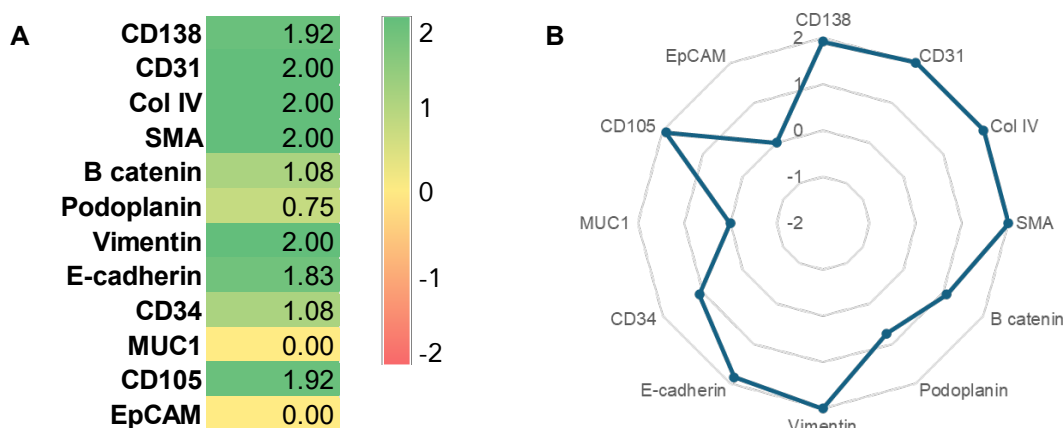 A
CD138 1.92
CD31 2.00
Col IV 2.00
SMA 2.00
B catenin 1.08
Podoplanin 0.75
Vimentin 2.00
E-cadherin 1.83
CD34 1.08
MUC1 0.00
CD105 1.92
EpCAM 0.00
2
1
0
-1
-2
B
CD138
2
EpCAM
CD31
1
CD105
0
Col IV
-1
MUC1
-2
SMA
CD34
B catenin
E-cadherin
Podoplanin
Vimentin